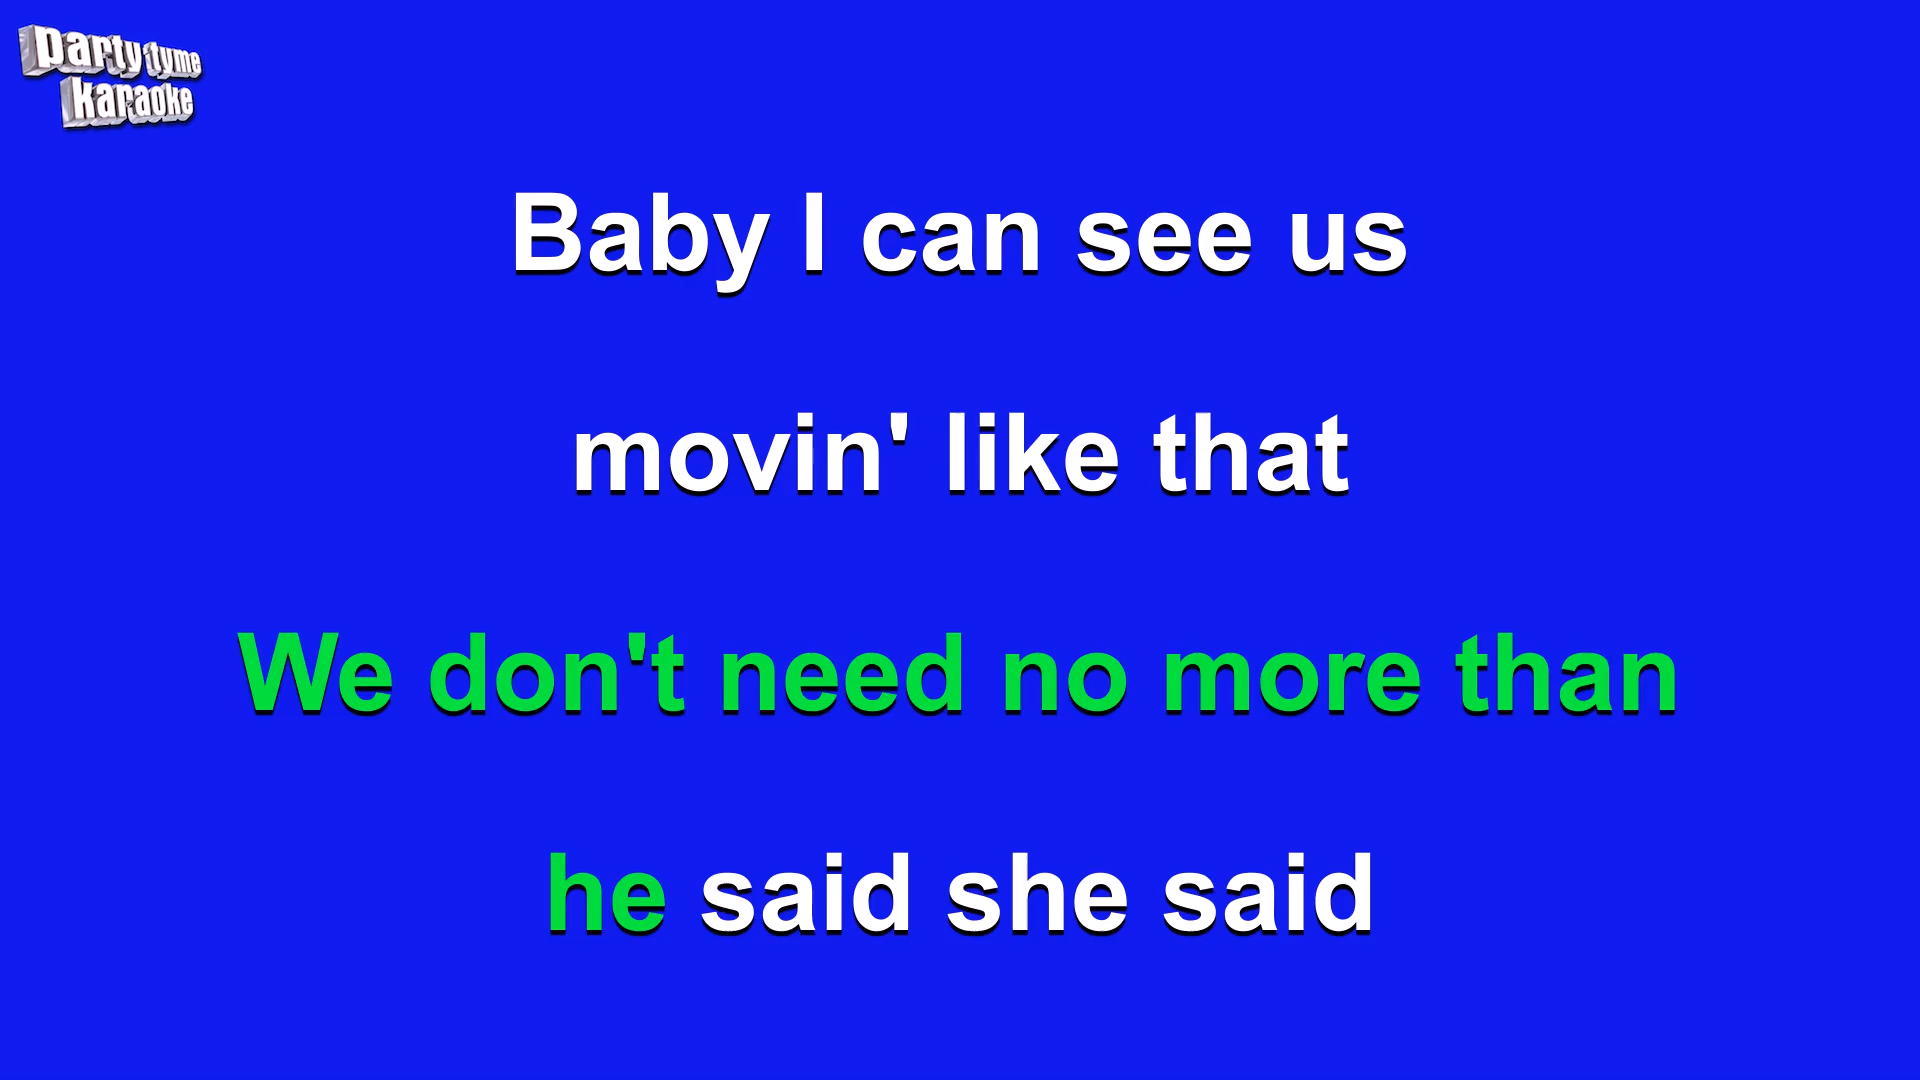 party tyme
karaoke
Baby I can see us
movin' like that
We don't need no more than
he said she said